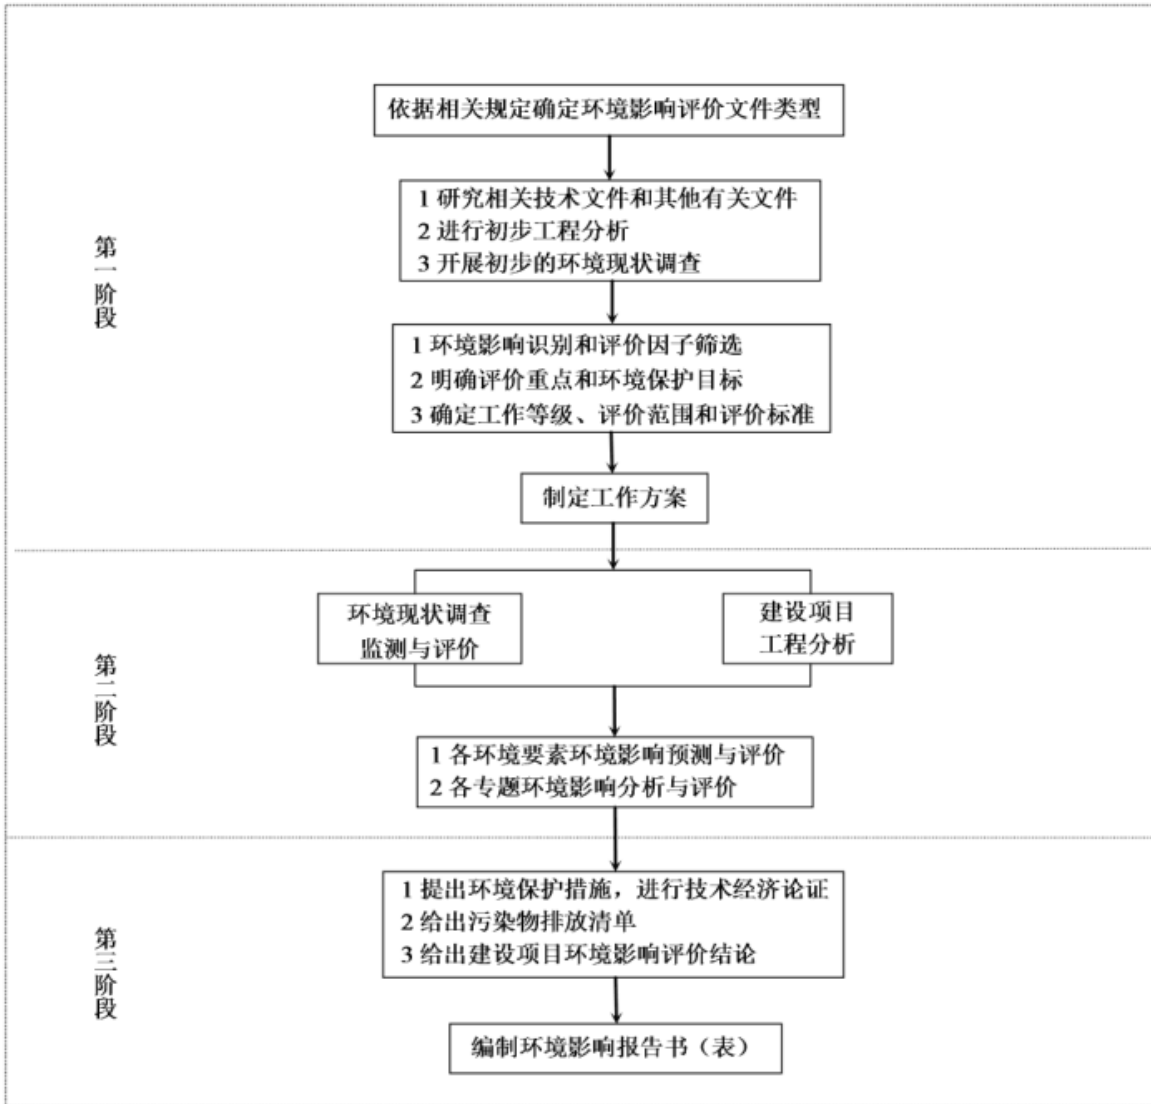 依据相关规定确定环境影响评价文件类型
第一阶段
1 研究相关技术文件和其他有关文件
2 进行初步工程分析
3 开展初步的环境现状调查
1 环境影响识别和评价因子筛选
2 明确评价重点和环境保护目标
3 确定工作等级、评价范围和评价标准
制定工作方案
第二阶段
环境现状调查
监测与评价
建设项目
工程分析
1 各环境要素环境影响预测与评价
2 各专题环境影响分析与评价
第三阶段
1 提出环境保护措施，进行技术经济论证
2 给出污染物排放清单
3 给出建设项目环境影响评价结论
编制环境影响报告书（表）